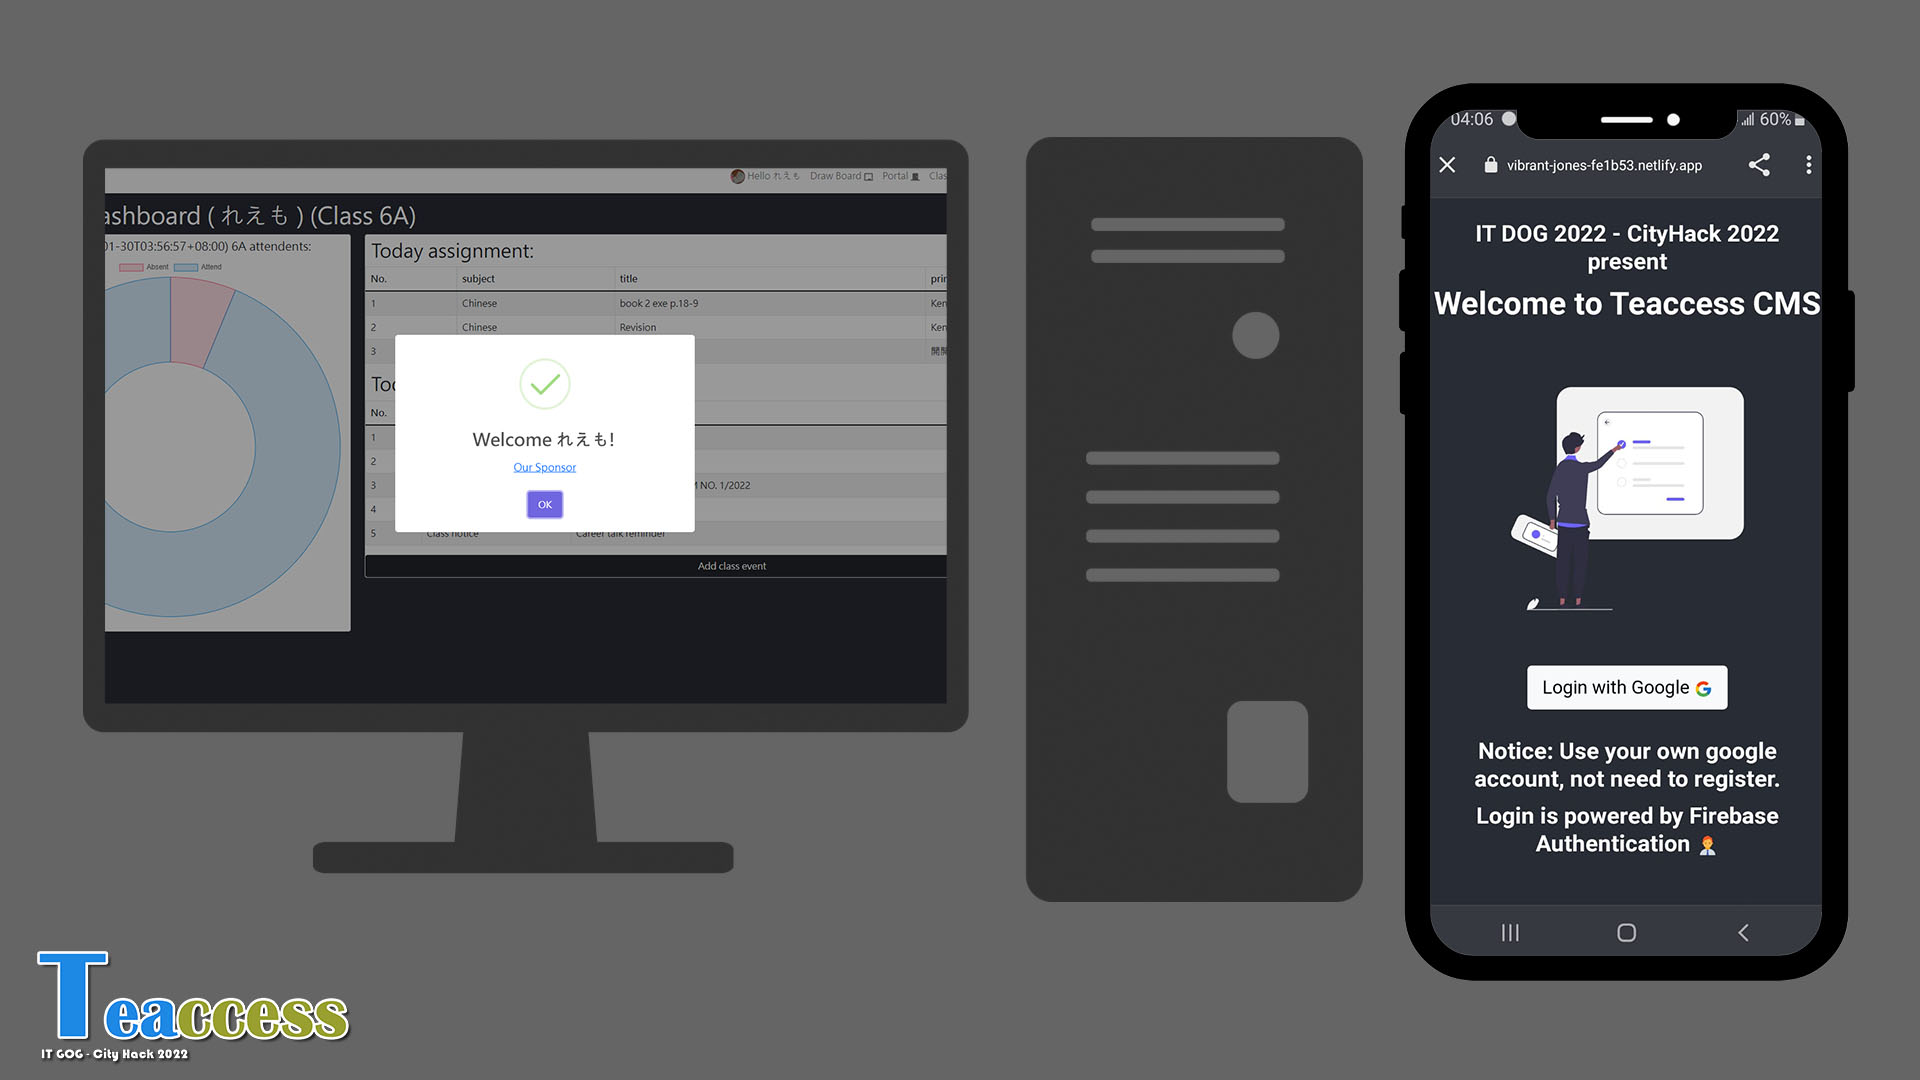 Hello れえも Draw Board Portal Clas
ashboard ( れえも ) (Class 6A)
01-30T03:56:57+08:00) 6A attendents:
Absent Attend
Today assignment:
No. subject title prin
1 Chinese book 2 exe p.18-9 Ken
2 Chinese Revision Ken
3
No.
1
2
3 NO. 1/2022
4
5 Class notice Career talk reminder
Add class event
Welcome れえも!
Our Sponsor
OK
04:06 60%
vibrant-jones-fe1b53.netlify.app
IT DOG 2022 - CityHack 2022
present
Welcome to Teaccess CMS
Login with Google
Notice: Use your own google
account, not need to register.
Login is powered by Firebase
Authentication
Teaccess
IT GOG - City Hack 2022